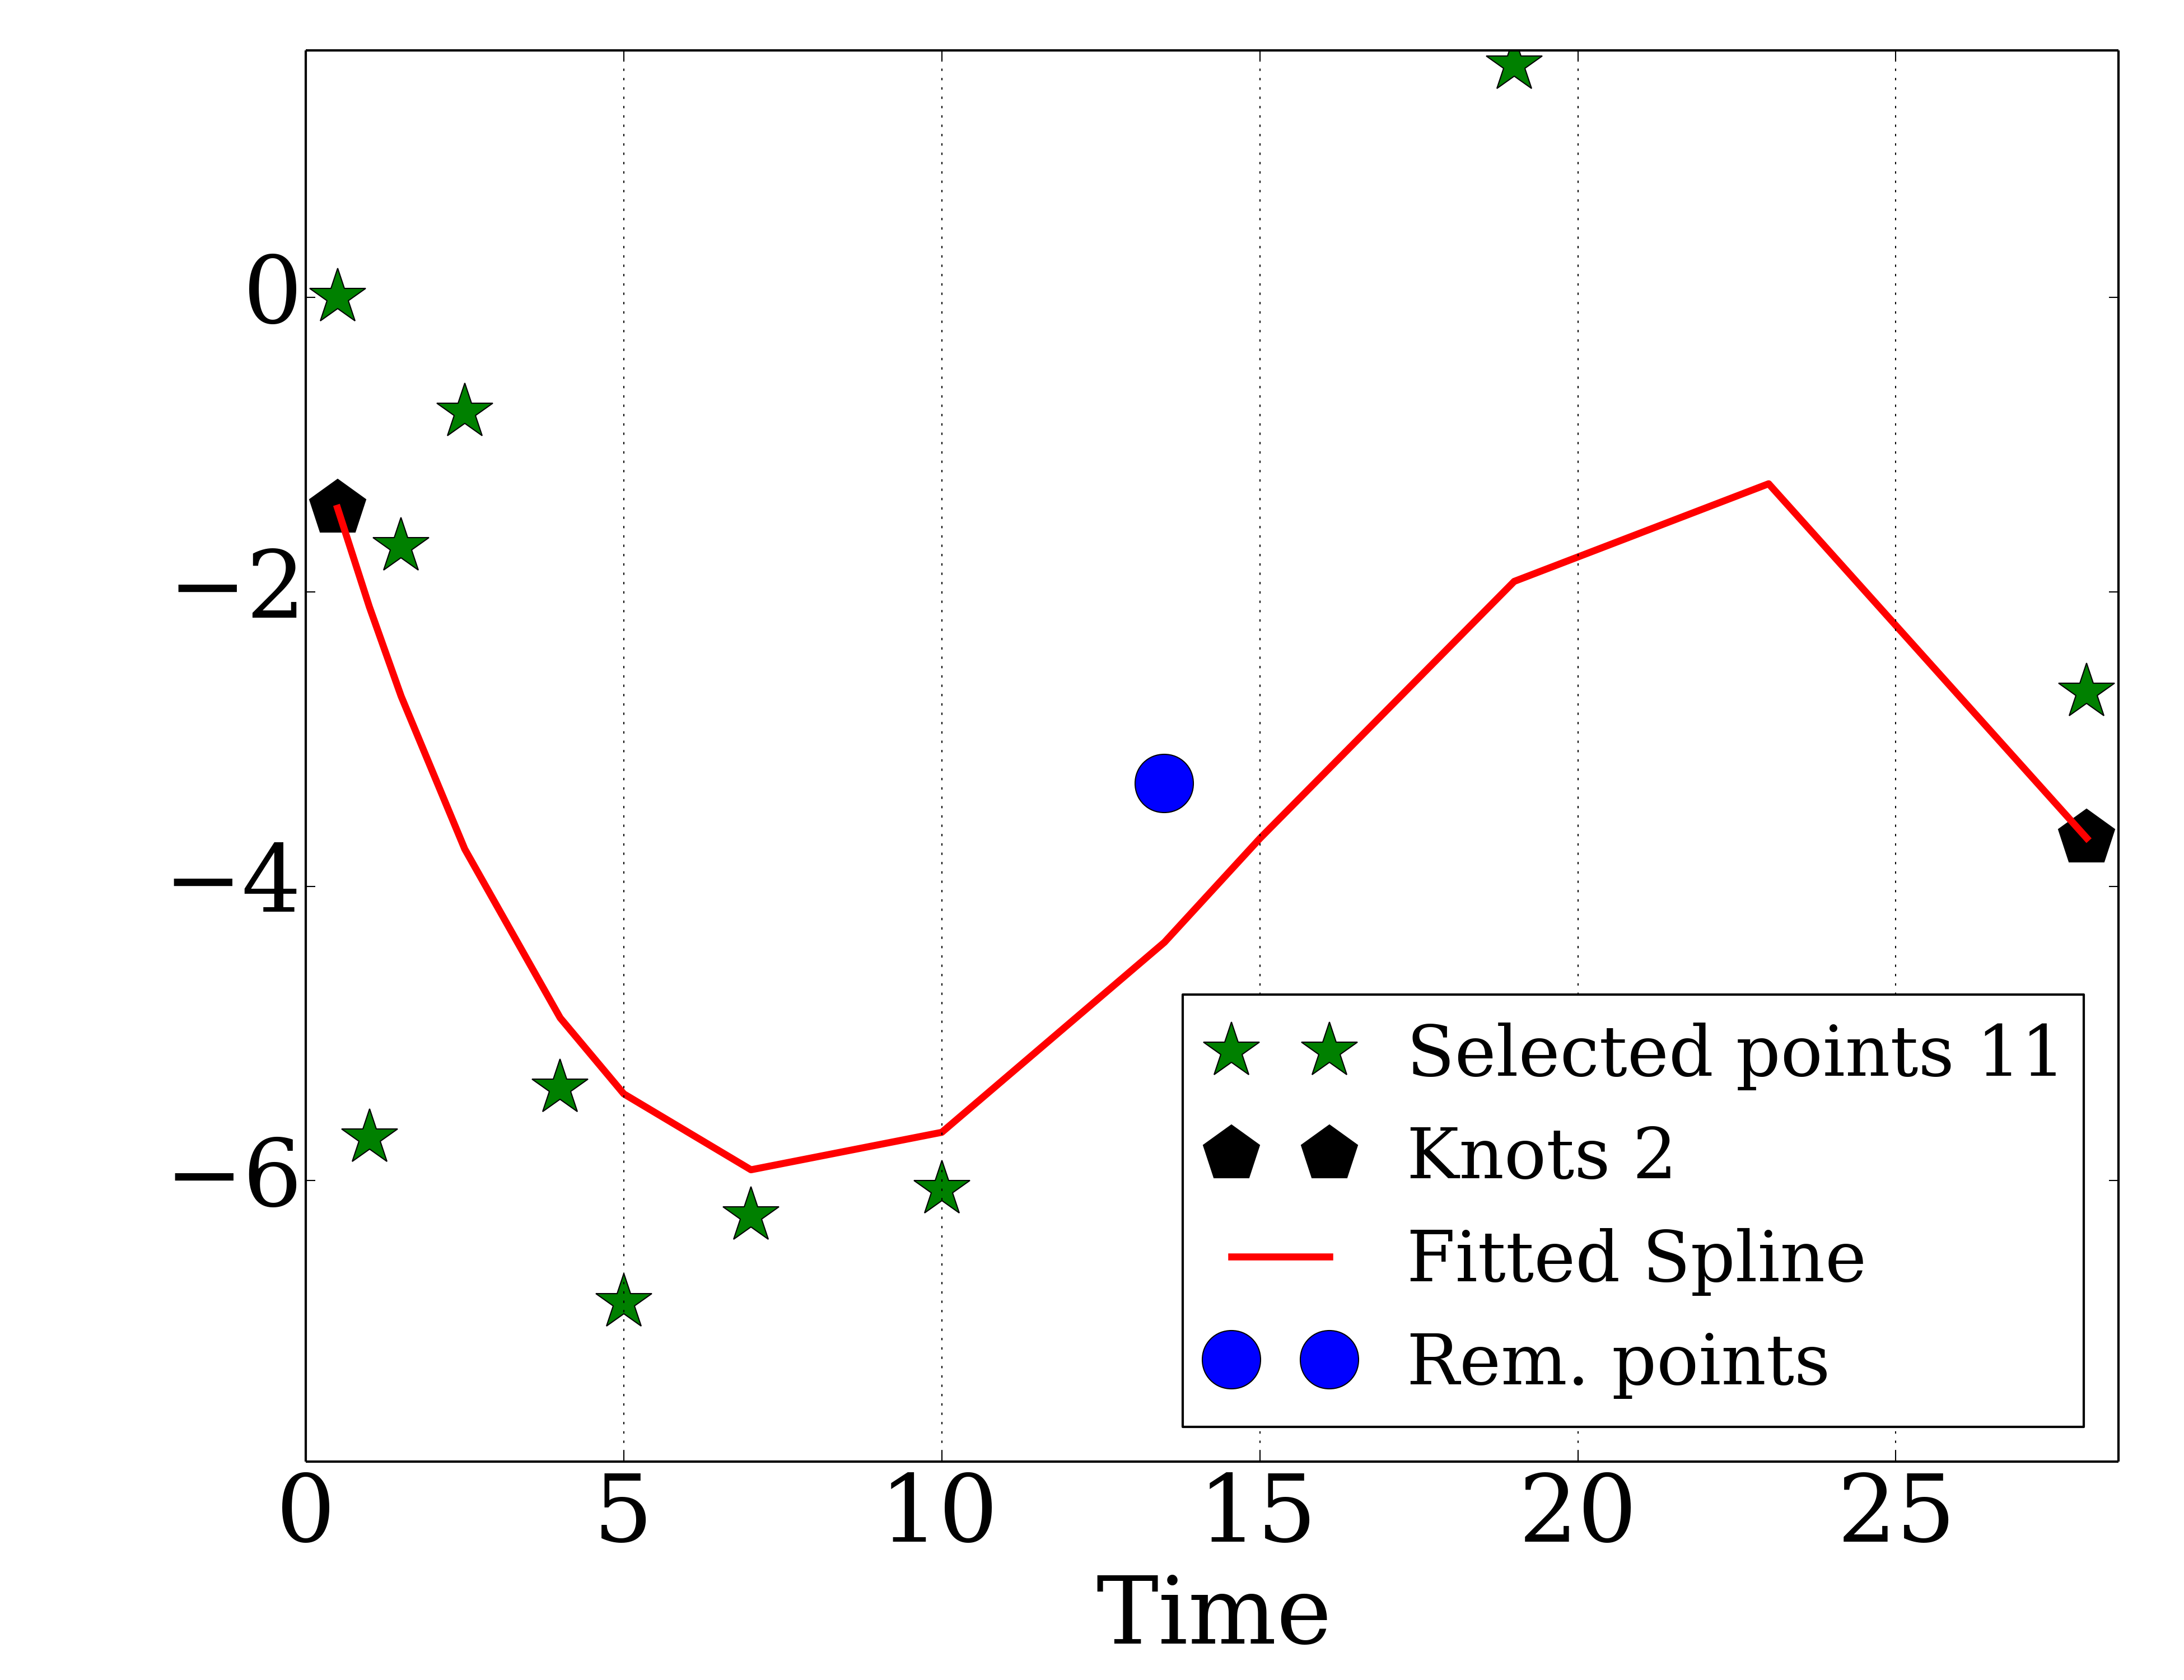 0
−2
−4
−6
0 5 10 15 20 25
Time
Selected points 11
Knots 2
Fitted Spline
Rem. points